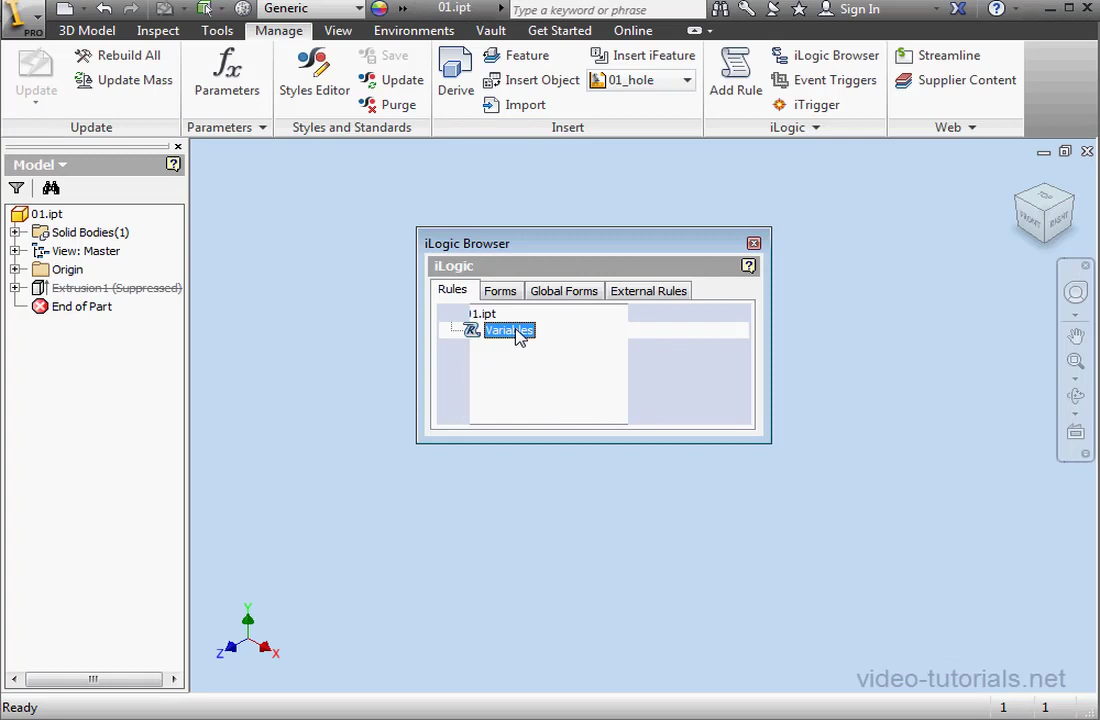 Generic 01.ipt Type a keyword or phrase Sign In
PRO 3D Model Inspect Tools Manage View Environments Vault Get Started Online
Update Rebuild All Update Mass
fx Parameters
Styles Editor Save Update Purge
Derive Feature Insert iFeature
Insert Object 01_hole
Import
Add Rule iLogic Browser
Event Triggers
iTrigger
Streamline
Supplier Content
Update Parameters Styles and Standards Insert iLogic Web
Model
01.ipt
Solid Bodies(1)
View: Master
Origin
Extrusion1 (Suppressed)
End of Part
iLogic Browser
iLogic
Rules Forms Global Forms External Rules
01.ipt
Variables
TOP
FRONT RIGHT
Y
Z X
video-tutorials.net
Ready 1 1